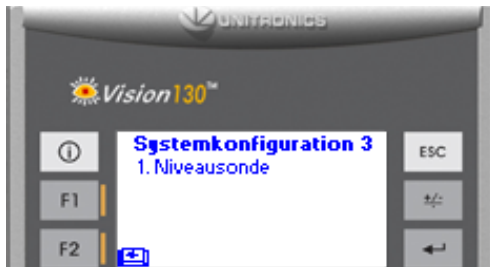 UNITRONICS
Vision130™
Systemkonfiguration 3
ESC
1. Niveausonde
F1
+/-
F2